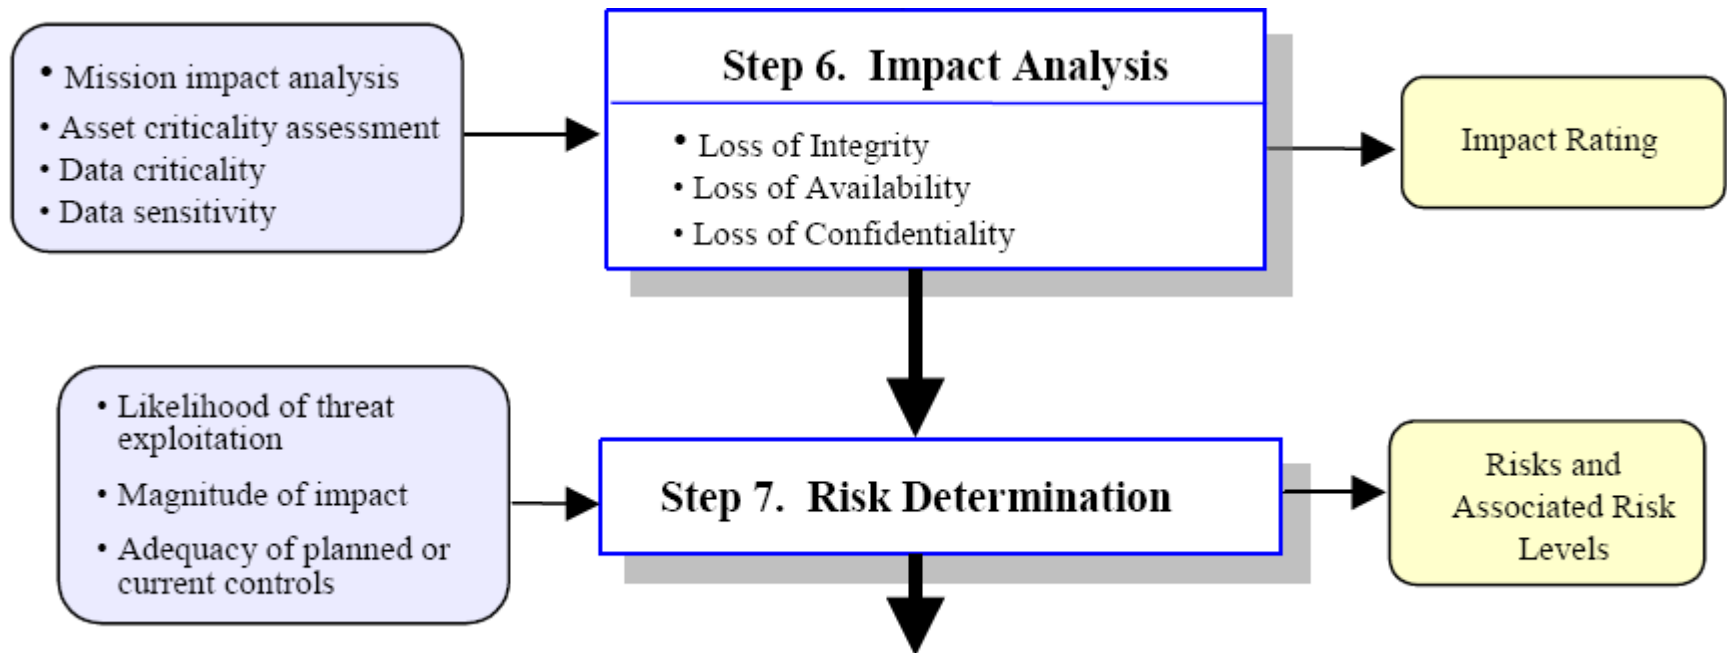 • Mission impact analysis
• Asset criticality assessment
• Data criticality
• Data sensitivity
Step 6. Impact Analysis
• Loss of Integrity
• Loss of Availability
• Loss of Confidentiality
Impact Rating
• Likelihood of threat
exploitation
• Magnitude of impact
• Adequacy of planned or
current controls
Step 7. Risk Determination
Risks and
Associated Risk
Levels